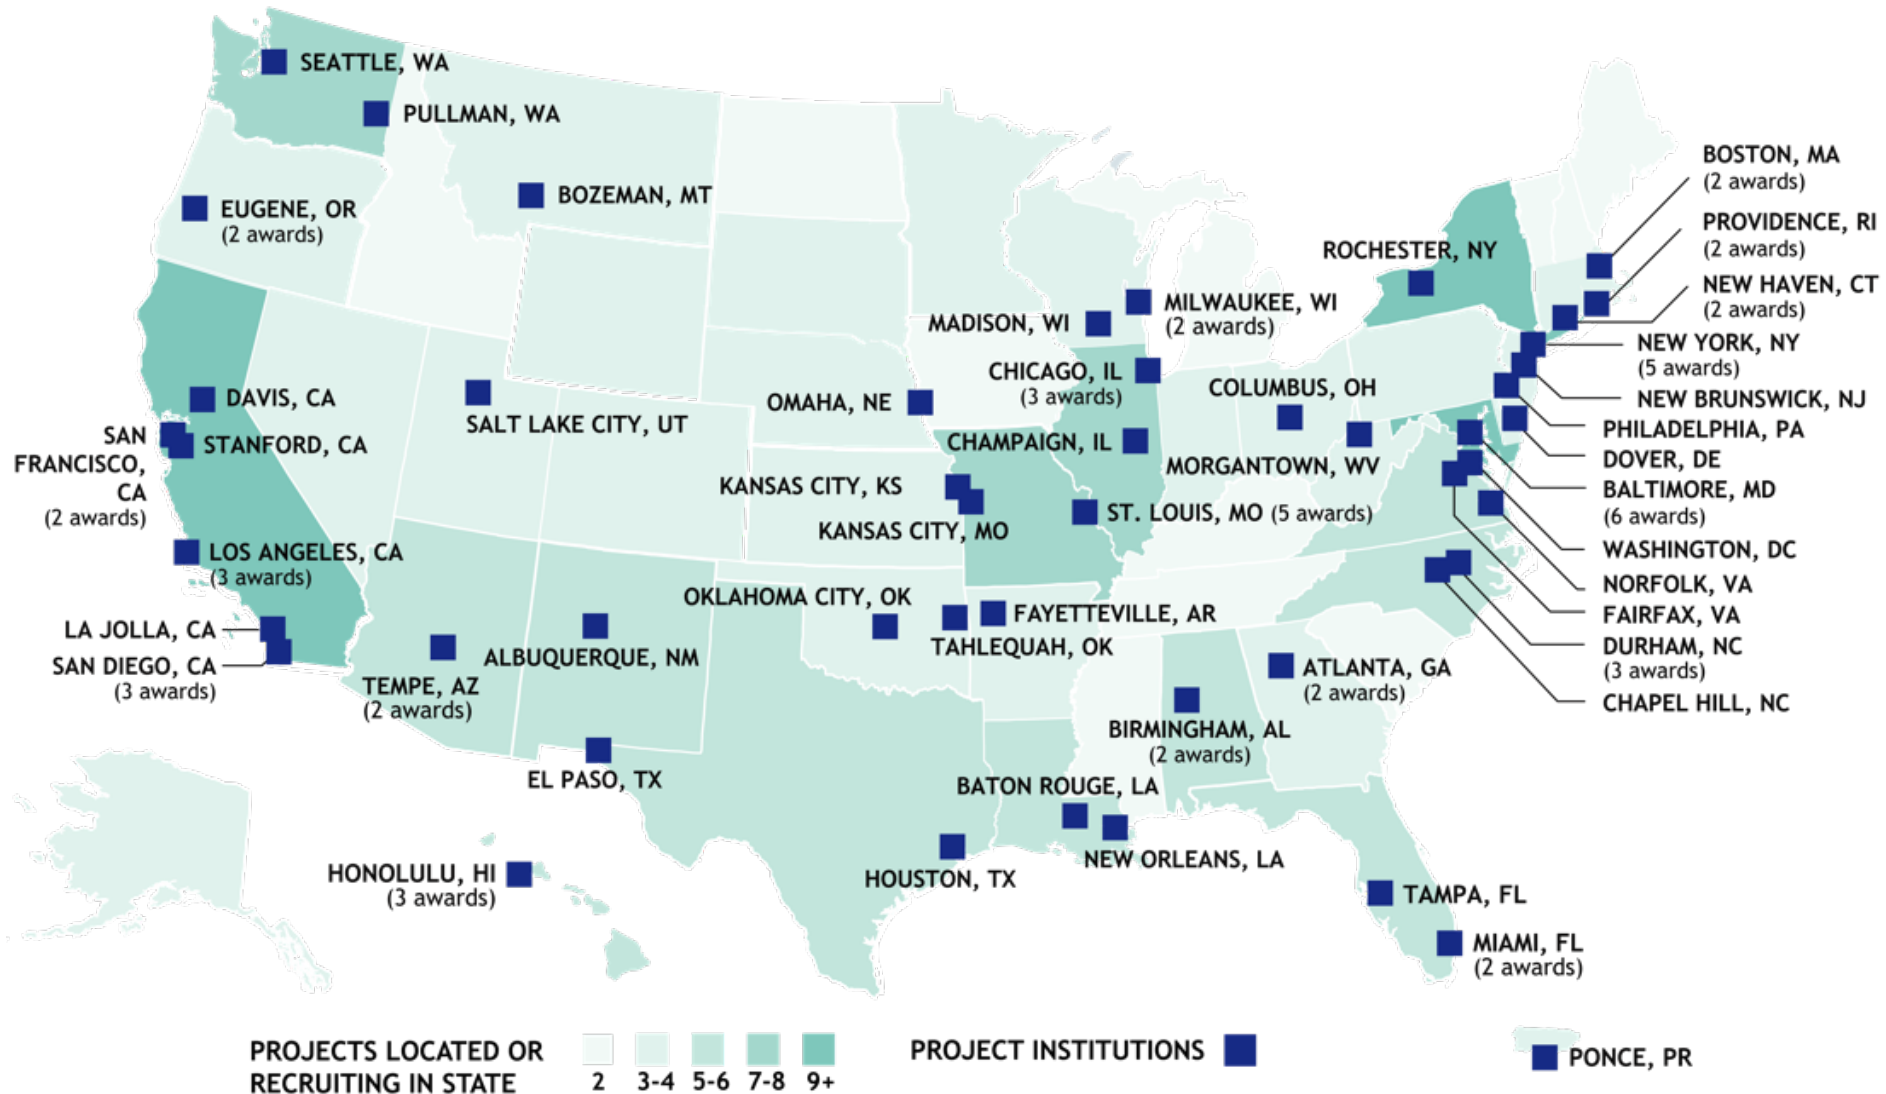 SEATTLE, WA
PULLMAN, WA
BOZEMAN, MT
EUGENE, OR
(2 awards)
ROCHESTER, NY
BOSTON, MA
(2 awards)
PROVIDENCE, RI
(2 awards)
NEW HAVEN, CT
(2 awards)
NEW YORK, NY
(5 awards)
NEW BRUNSWICK, NJ
PHILADELPHIA, PA
DOVER, DE
BALTIMORE, MD
(6 awards)
WASHINGTON, DC
NORFOLK, VA
FAIRFAX, VA
DURHAM, NC
(3 awards)
CHAPEL HILL, NC
MILWAUKEE, WI
(2 awards)
MADISON, WI
CHICAGO, IL
(3 awards)
COLUMBUS, OH
OMAHA, NE
CHAMPAIGN, IL
MORGANTOWN, WV
DAVIS, CA
SALT LAKE CITY, UT
SAN
FRANCISCO,
CA
(2 awards)
STANFORD, CA
KANSAS CITY, KS
KANSAS CITY, MO
ST. LOUIS, MO (5 awards)
LOS ANGELES, CA
(3 awards)
OKLAHOMA CITY, OK
FAYETTEVILLE, AR
TAHLEQUAH, OK
LA JOLLA, CA
SAN DIEGO, CA
(3 awards)
ALBUQUERQUE, NM
TEMPE, AZ
(2 awards)
ATLANTA, GA
(2 awards)
BIRMINGHAM, AL
(2 awards)
EL PASO, TX
BATON ROUGE, LA
NEW ORLEANS, LA
HOUSTON, TX
HONOLULU, HI
(3 awards)
TAMPA, FL
MIAMI, FL
(2 awards)
PONCE, PR
PROJECTS LOCATED OR
RECRUITING IN STATE
2 3-4 5-6 7-8 9+
PROJECT INSTITUTIONS